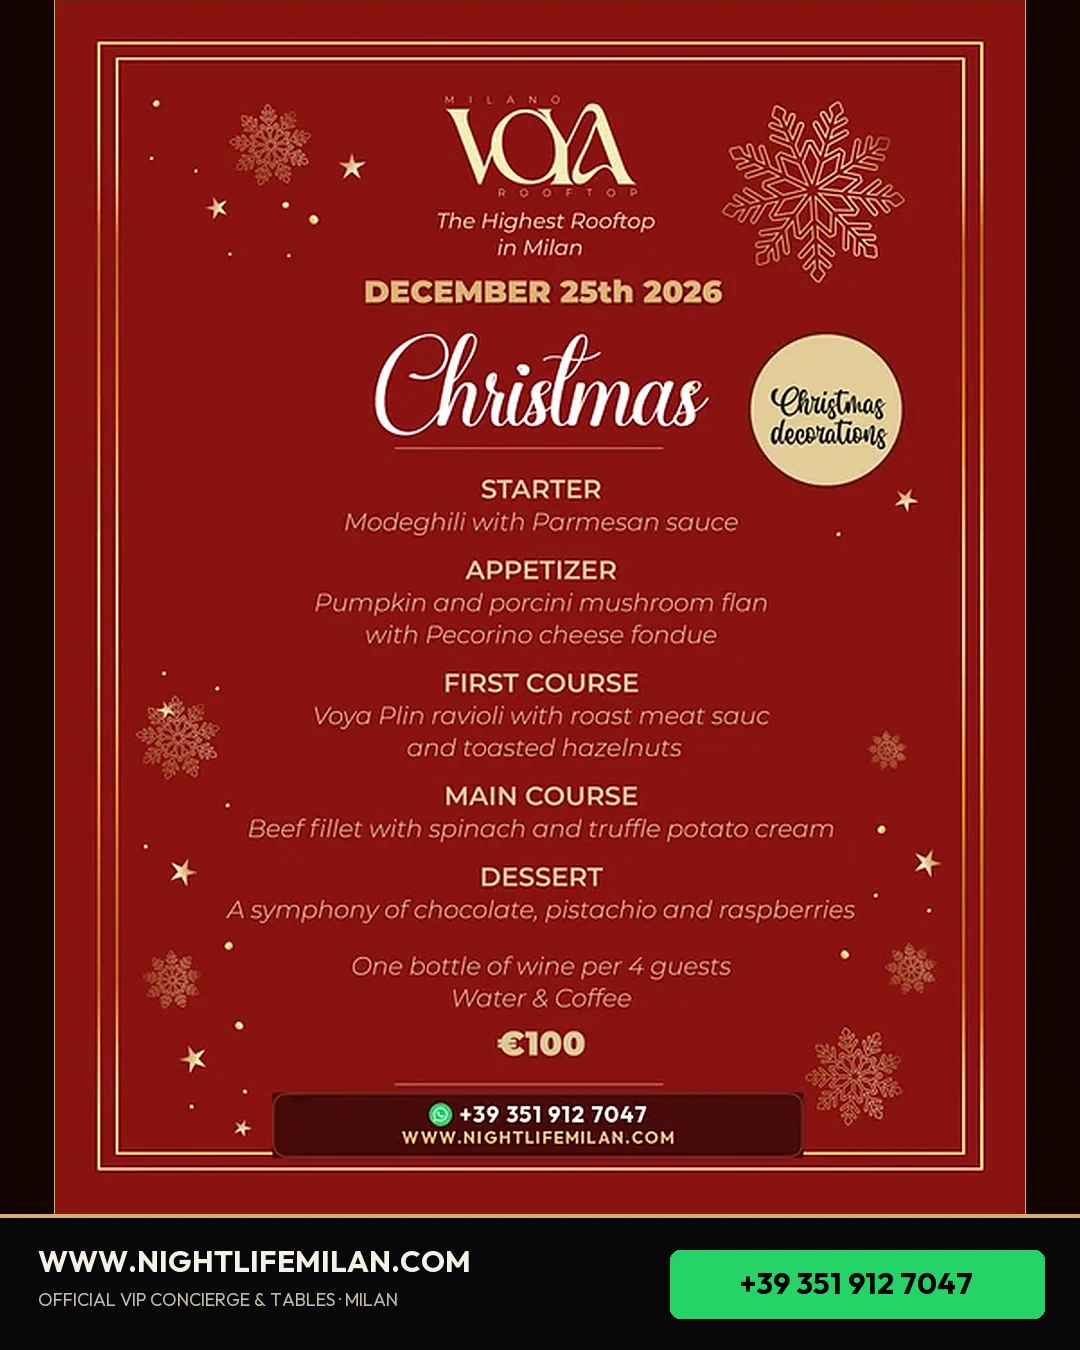 MILANO
VOYA
ROOFTOP
The Highest Rooftop
in Milan
DECEMBER 25th 2026
Christmas
Christmas
decorations
STARTER
Modeghili with Parmesan sauce
APPETIZER
Pumpkin and porcini mushroom flan
with Pecorino cheese fondue
FIRST COURSE
Voya Plin ravioli with roast meat sauc
and toasted hazelnuts
MAIN COURSE
Beef fillet with spinach and truffle potato cream
DESSERT
A symphony of chocolate, pistachio and raspberries
One bottle of wine per 4 guests
Water & Coffee
€100
+39 351 912 7047
WWW.NIGHTLIFEMILAN.COM
WWW.NIGHTLIFEMILAN.COM
OFFICIAL VIP CONCIERGE & TABLES · MILAN
+39 351 912 7047